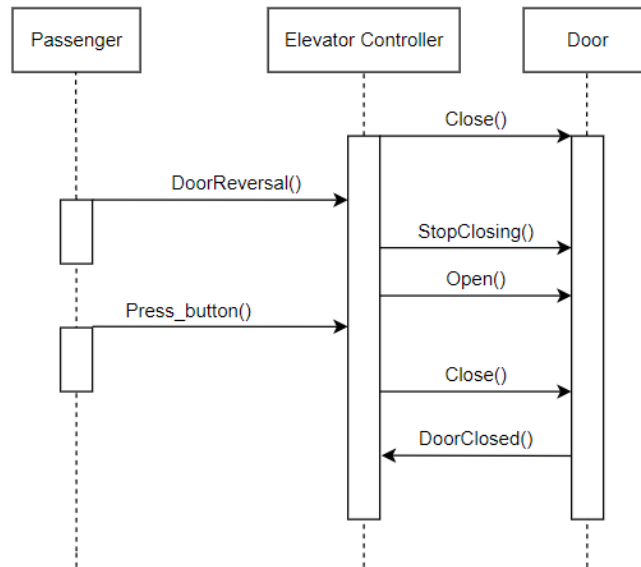 Passenger
Elevator Controller
Door
Close()
DoorReversal()
StopClosing()
Open()
Press_button()
Close()
DoorClosed()